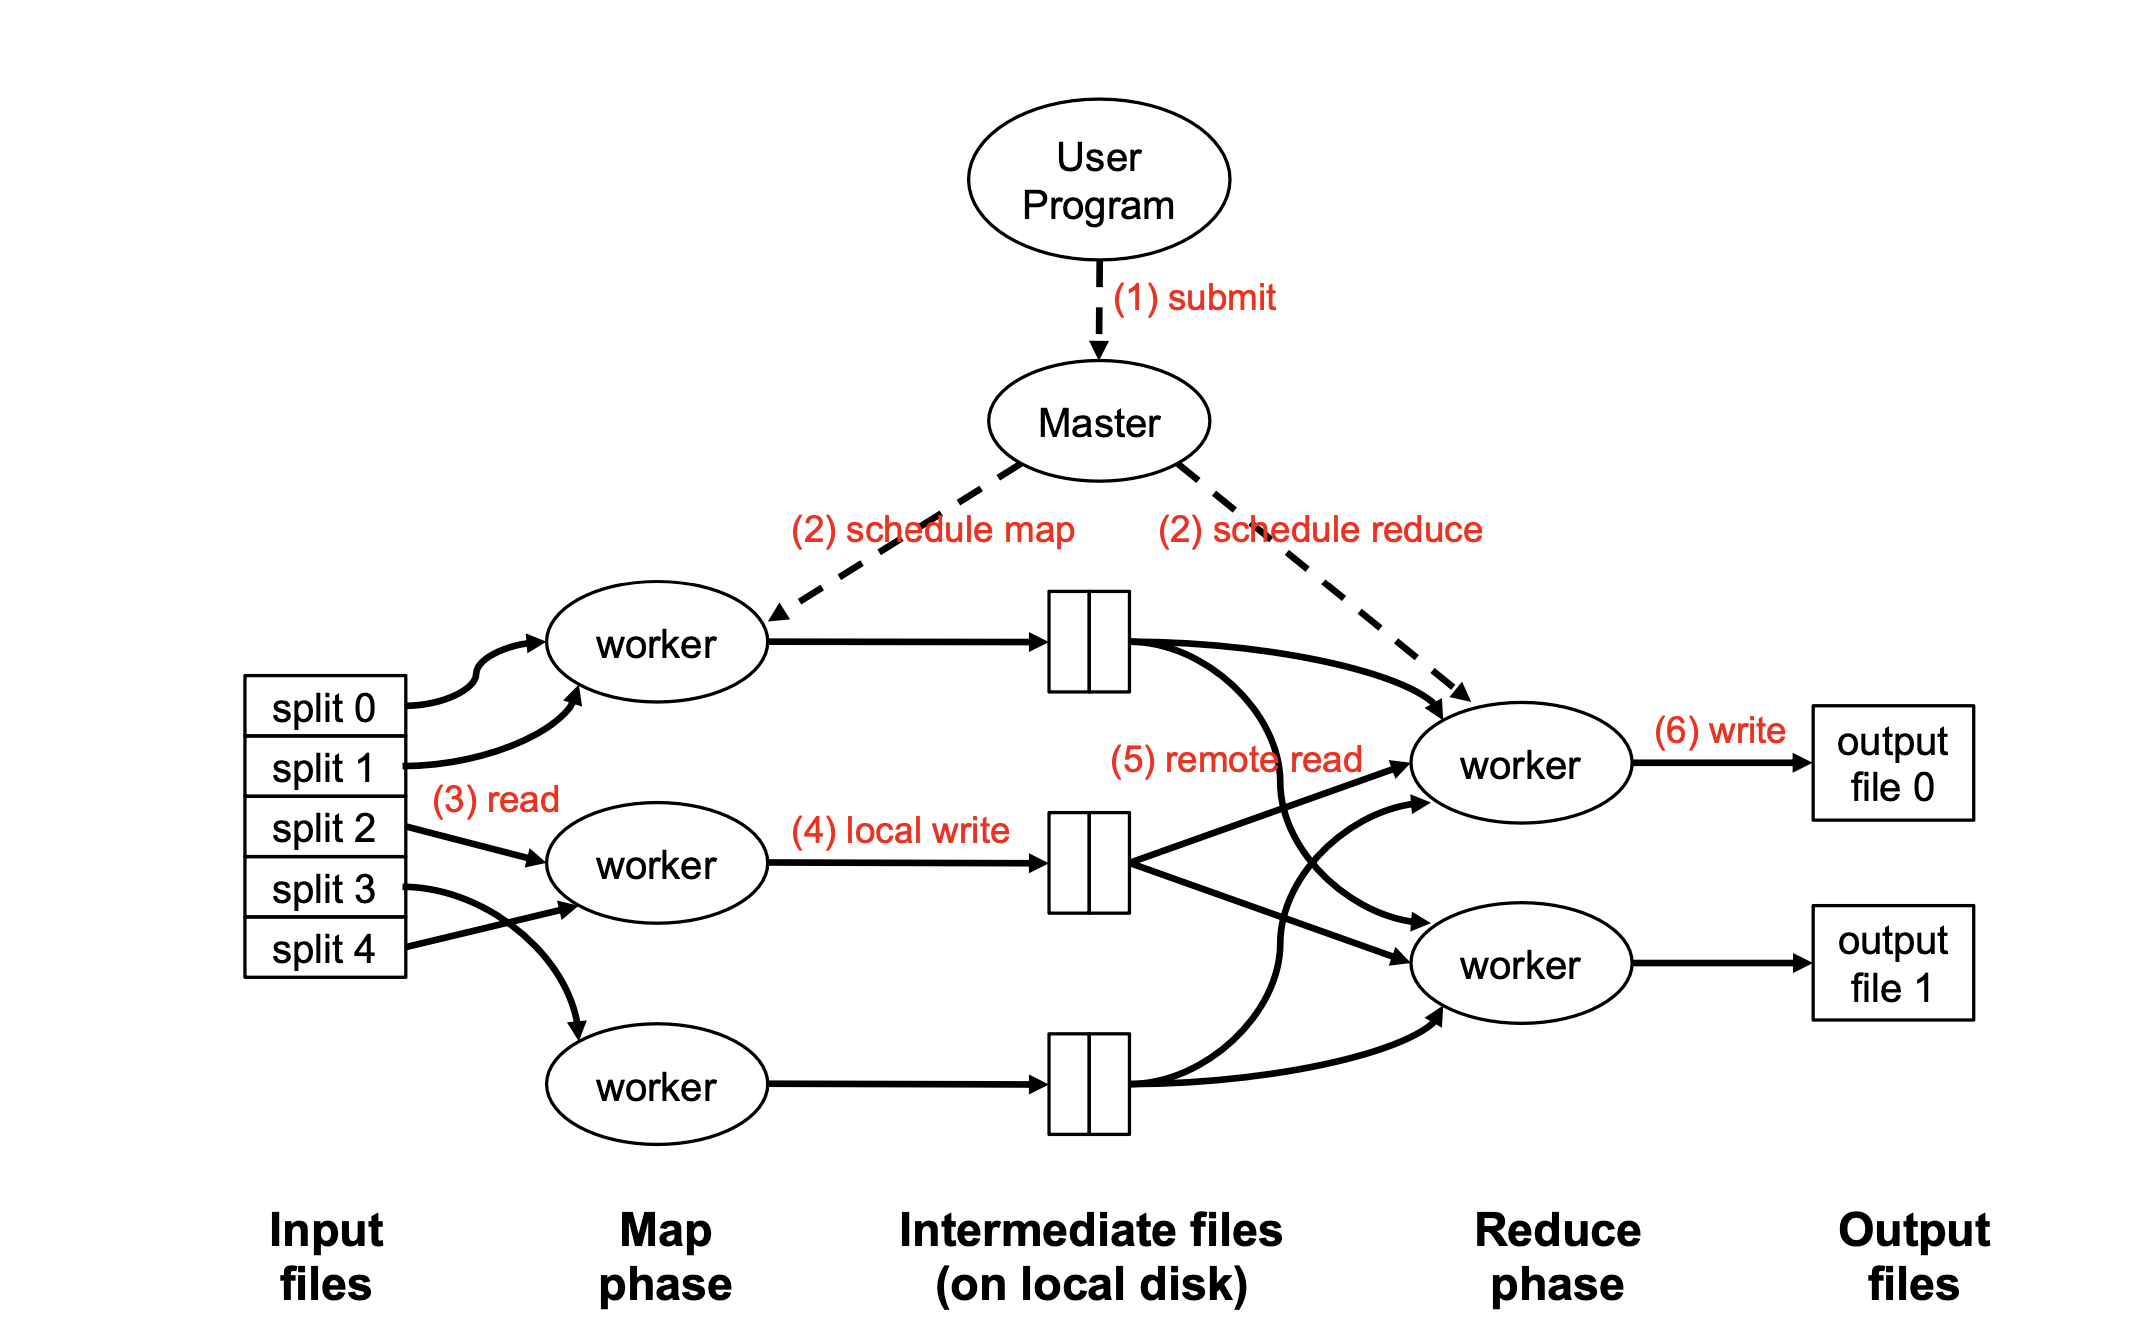 User
Program
(1) submit
Master
(2) schedule map
(2) schedule reduce
worker
split 0
split 1
split 2
split 3
split 4
(3) read
worker
(4) local write
worker
(5) remote read
worker
(6) write
output
file 0
worker
output
file 1
Input
files
Map
phase
Intermediate files
(on local disk)
Reduce
phase
Output
files